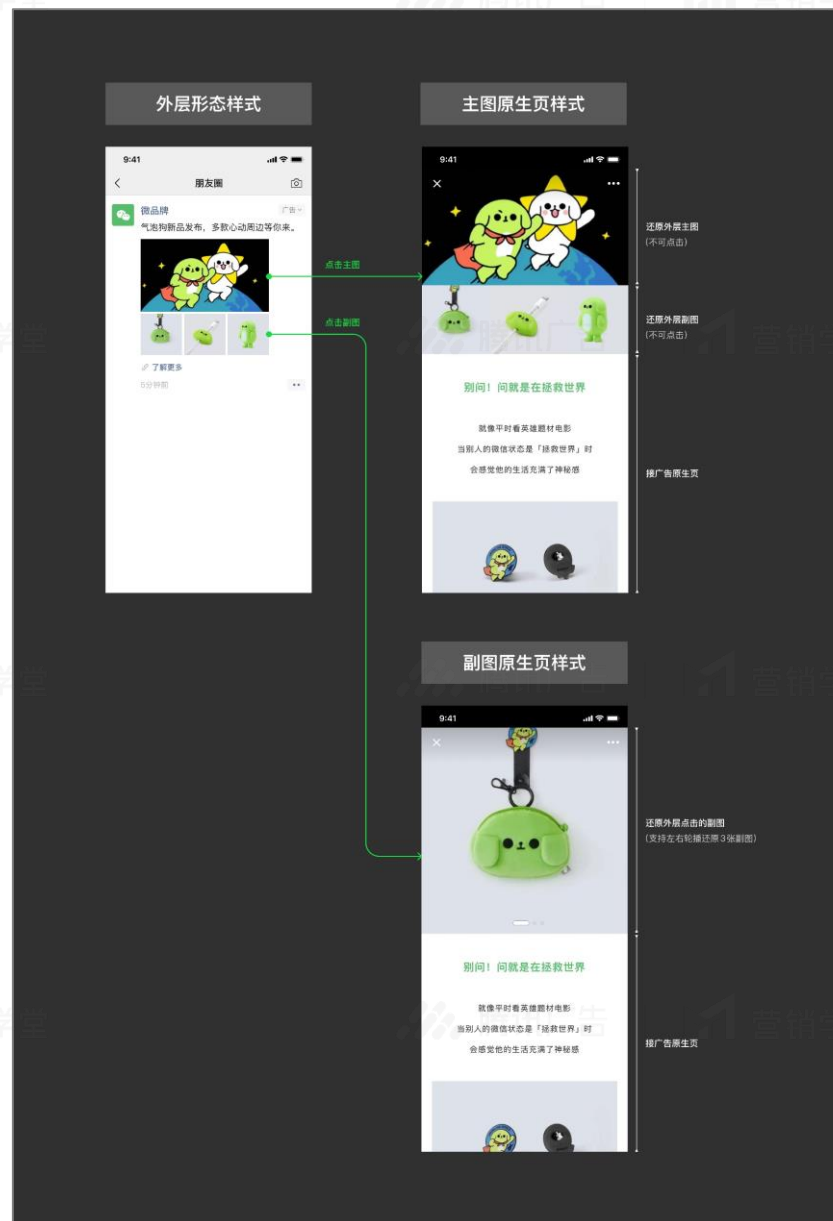 外层形态样式
主图原生页样式
9:41
朋友圈
微品牌
广告
气泡狗新品发布，多款心动周边等你来。
了解更多
5分钟前
点击主图
点击副图
9:41
还原外层主图
(不可点击)
还原外层副图
(不可点击)
别问！问就是在拯救世界
就像平时看英雄题材电影
当别人的微信状态是「拯救世界」时
会感觉他的生活充满了神秘感
接广告原生页
副图原生页样式
9:41
还原外层点击的副图
(支持左右轮播还原3张副图)
别问！问就是在拯救世界
就像平时看英雄题材电影
当别人的微信状态是「拯救世界」时
会感觉他的生活充满了神秘感
接广告原生页
腾讯广告
营销学堂